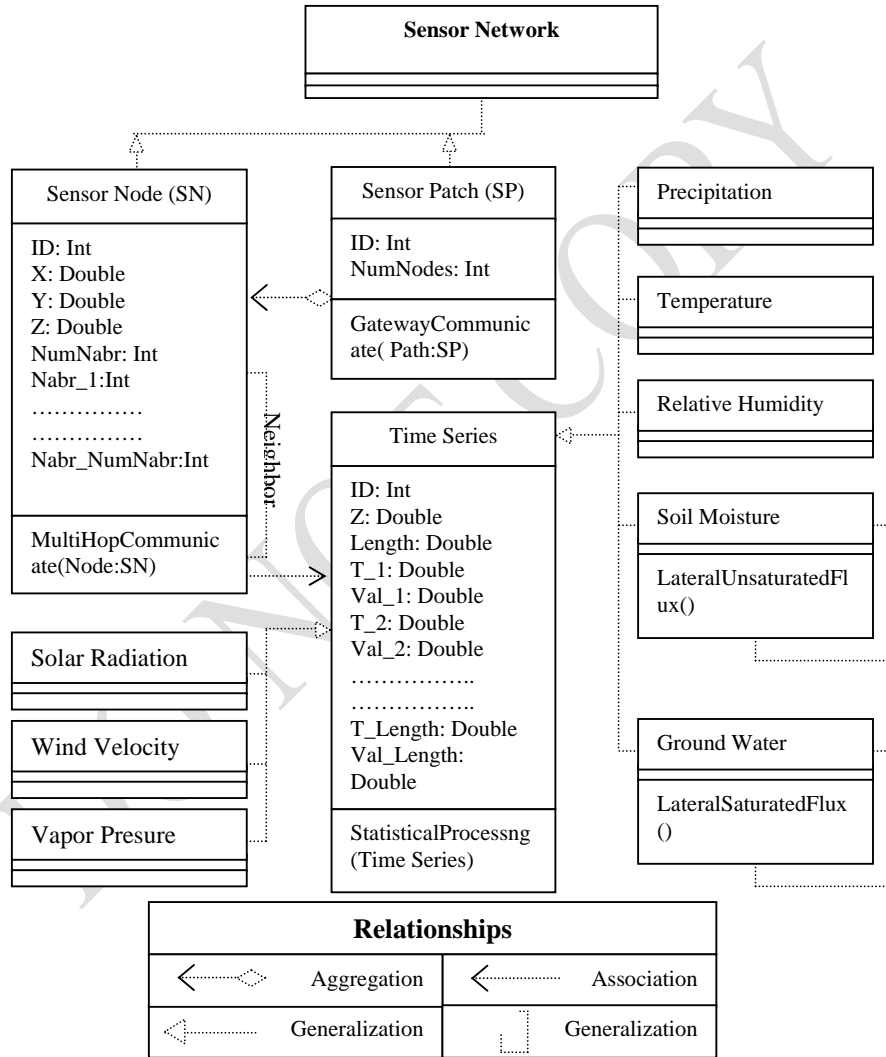 Sensor Network
Sensor Node (SN)
ID: Int
X: Double
Y: Double
Z: Double
NumNabr: Int
Nabr_1:Int
……………
……………
Nabr_NumNabr:Int
MultiHopCommunic
ate(Node:SN)
Neighbor
Sensor Patch (SP)
ID: Int
NumNodes: Int
GatewayCommunic
ate( Path:SP)
Time Series
ID: Int
Z: Double
Length: Double
T_1: Double
Val_1: Double
T_2: Double
Val_2: Double
……………..
……………..
T_Length: Double
Val_Length:
Double
StatisticalProcessng
(Time Series)
Precipitation
Temperature
Relative Humidity
Soil Moisture
LateralUnsaturatedFl
ux()
Ground Water
LateralSaturatedFlux
()
Solar Radiation
Wind Velocity
Vapor Presure
Relationships
Aggregation
Association
Generalization
Generalization
COPY